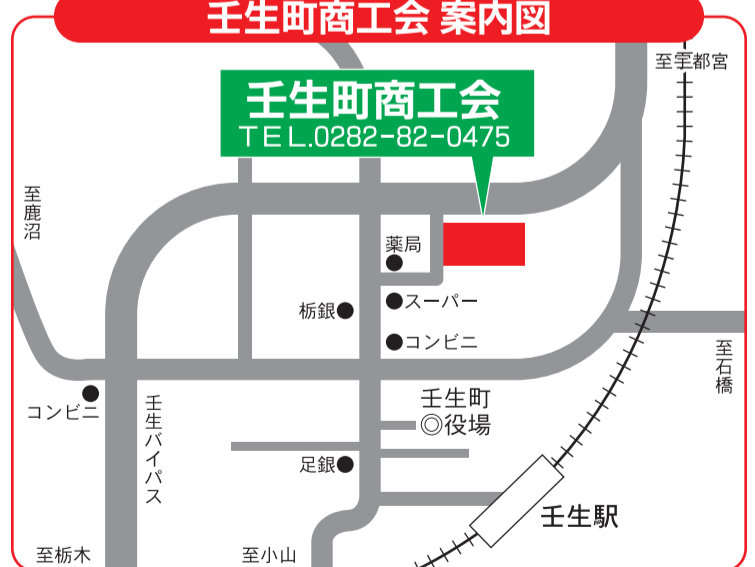 壬生町商工会 案内図
至宇都宮
壬生町商工会
TEL.0282-82-0475
至鹿沼
薬局
栃銀
スーパー
コンビニ
至石橋
コンビニ
壬生バイパス
壬生町
◎役場
足銀
壬生駅
至栃木
至小山